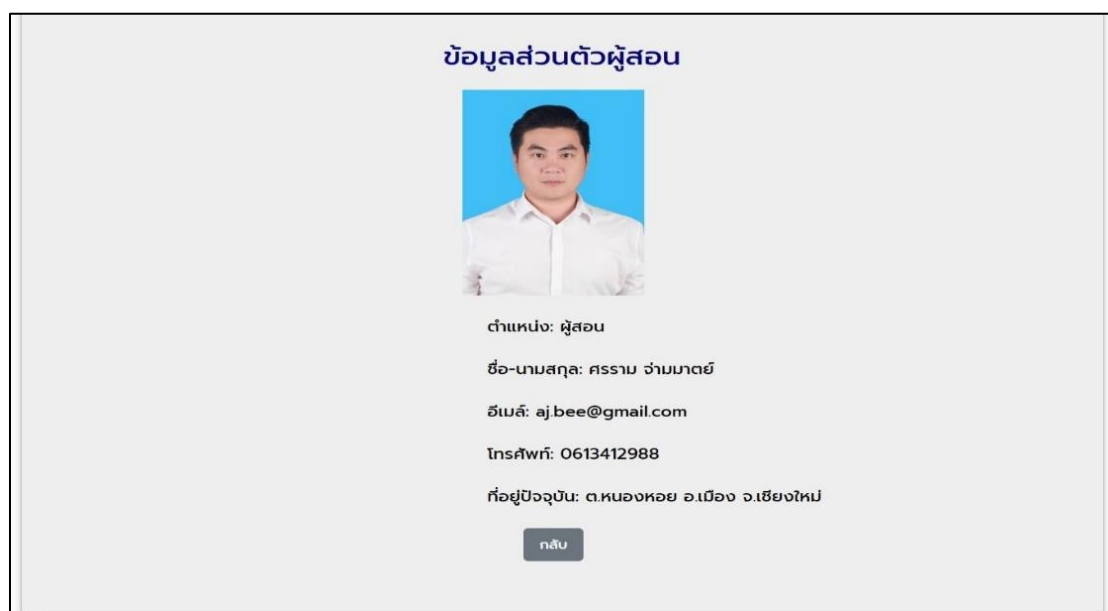 ข้อมูลส่วนตัวผู้สอน
ตำแหน่ง: ผู้สอน
ชื่อ-นามสกุล: ศรราม จ่ามมาตย์
อีเมล์: aj.bee@gmail.com
โทรศัพท์: 0613412988
ที่อยู่ปัจจุบัน: ต.หนองหอย อ.เมือง จ.เชียงใหม่
กลับ